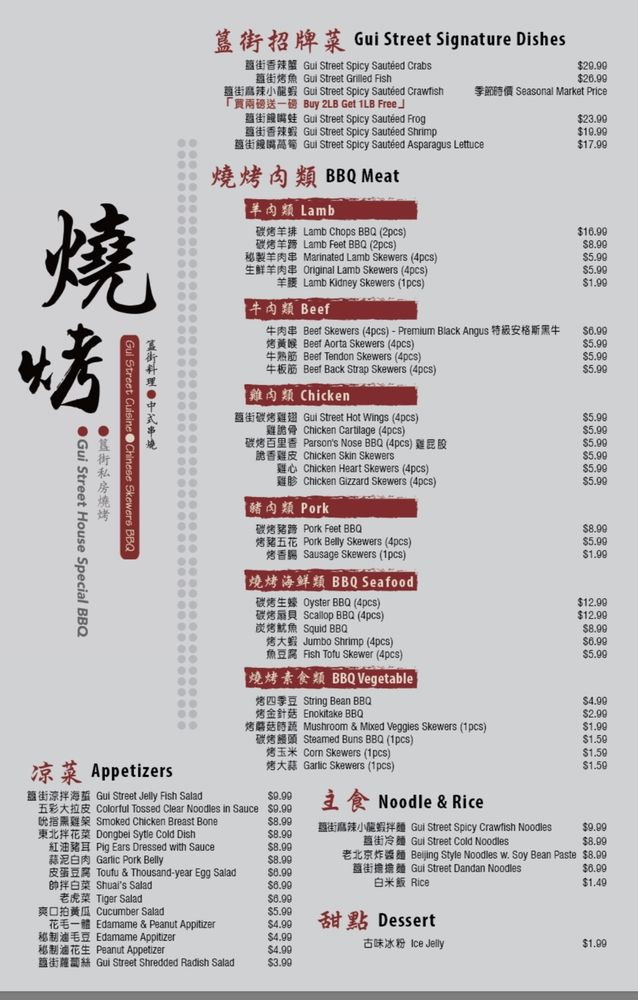 簋街招牌菜 Gui Street Signature Dishes
簋街香辣蟹 Gui Street Spicy Sautéed Crabs $29.99
簋街烤魚 Gui Street Grilled Fish $26.99
簋街麻辣小龍蝦 Gui Street Spicy Sautéed Crawfish 季節時價 Seasonal Market Price
「買兩磅送一磅 Buy 2LB Get 1LB Free」
簋街饞嘴蛙 Gui Street Spicy Sautéed Frog $23.99
簋街香辣蝦 Gui Street Spicy Sautéed Shrimp $19.99
簋街饞嘴萵筍 Gui Street Spicy Sautéed Asparagus Lettuce $17.99
燒烤肉類 BBQ Meat
羊肉類 Lamb
碳烤羊排 Lamb Chops BBQ (2pcs) $16.99
碳烤羊蹄 Lamb Feet BBQ (2pcs) $8.99
秘製羊肉串 Marinated Lamb Skewers (4pcs) $5.99
生鮮羊肉串 Original Lamb Skewers (4pcs) $5.99
羊腰 Lamb Kidney Skewers (1pcs) $1.99
牛肉類 Beef
牛肉串 Beef Skewers (4pcs) - Premium Black Angus 特級安格斯黑牛 $6.99
烤黃喉 Beef Aorta Skewers (4pcs) $5.99
牛熟筋 Beef Tendon Skewers (4pcs) $5.99
牛板筋 Beef Back Strap Skewers (4pcs) $5.99
雞肉類 Chicken
簋街碳烤雞翅 Gui Street Hot Wings (4pcs) $5.99
雞脆骨 Chicken Cartilage (4pcs) $5.99
碳烤百里香 Parson's Nose BBQ (4pcs) 雞屁股 $5.99
脆香雞皮 Chicken Skin Skewers $5.99
雞心 Chicken Heart Skewers (4pcs) $5.99
雞胗 Chicken Gizzard Skewers (4pcs) $5.99
豬肉類 Pork
碳烤豬蹄 Pork Feet BBQ $8.99
烤豬五花 Pork Belly Skewers (4pcs) $5.99
烤香腸 Sausage Skewers (1pcs) $1.99
燒烤海鮮類 BBQ Seafood
碳烤生蠔 Oyster BBQ (4pcs) $12.99
碳烤扇貝 Scallop BBQ (4pcs) $12.99
炭烤魷魚 Squid BBQ $8.99
烤大蝦 Jumbo Shrimp (4pcs) $6.99
魚豆腐 Fish Tofu Skewer (4pcs) $5.99
燒烤素食類 BBQ Vegetable
烤四季豆 String Bean BBQ $4.99
烤金針菇 Enokitake BBQ $2.99
烤蘑菇時蔬 Mushroom & Mixed Veggies Skewers (1pcs) $1.99
碳烤饅頭 Steamed Buns BBQ (1pcs) $1.59
烤玉米 Corn Skewers (1pcs) $1.59
烤大蒜 Garlic Skewers (1pcs) $1.59
燒烤
簋街料理●中式串燒
Gui Street Cuisine●Chinese Skewers BBQ
●簋街私房燒烤
●Gui Street House Special BBQ
凉菜 Appetizers
簋街涼拌海蜇 Gui Street Jelly Fish Salad $9.99
五彩大拉皮 Colorful Tossed Clear Noodles in Sauce $9.99
吮指熏雞架 Smoked Chicken Breast Bone $8.99
東北拌花菜 Dongbei Sytle Cold Dish $8.99
紅油豬耳 Pig Ears Dressed with Sauce $8.99
蒜泥白肉 Garlic Pork Belly $8.99
皮蛋豆腐 Toufu & Thousand-year Egg Salad $6.99
帥拌白菜 Shuai's Salad $6.99
老虎菜 Tiger Salad $6.99
爽口拍黃瓜 Cucumber Salad $5.99
花毛一體 Edamame & Peanut Appitizer $4.99
秘制滷毛豆 Edamame Appitizer $4.99
秘制滷花生 Peanut Appetizer $4.99
簋街蘿蔔絲 Gui Street Shredded Radish Salad $3.99
主食 Noodle & Rice
簋街麻辣小龍蝦拌麵 Gui Street Spicy Crawfish Noodles $9.99
簋街冷麵 Gui Street Cold Noodles $8.99
老北京炸醬麵 Beijing Style Noodles w. Soy Bean Paste $8.99
簋街擔擔麵 Gui Street Dandan Noodles $6.99
白米飯 Rice $1.49
甜點 Dessert
古味冰粉 Ice Jelly $1.99